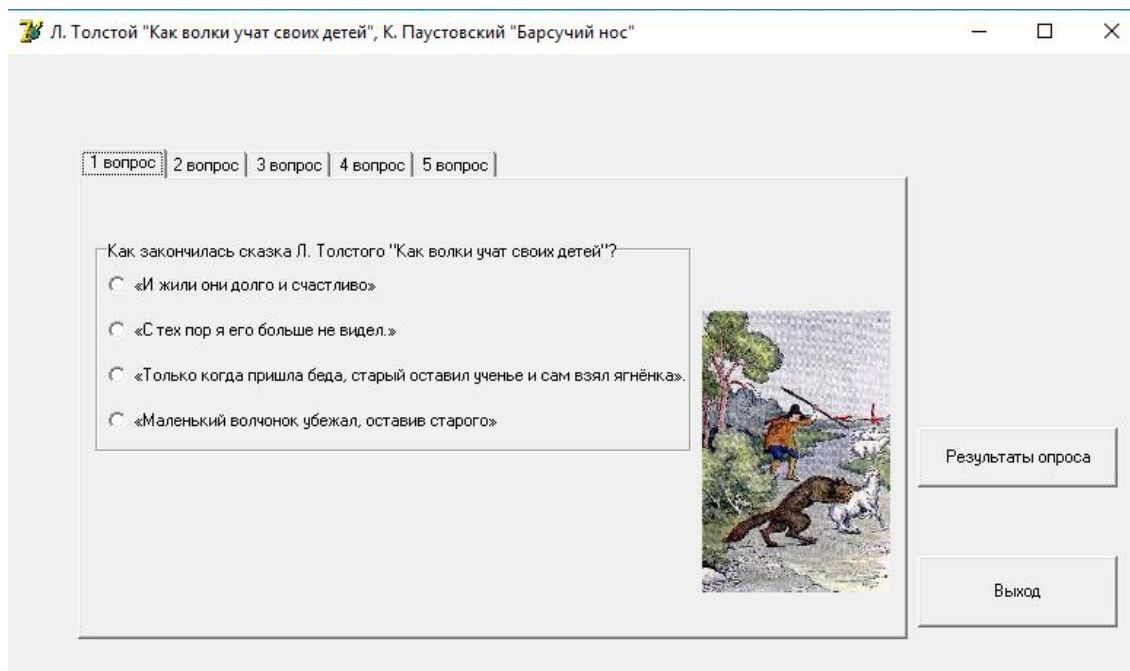 Л. Толстой "Как волки учат своих детей", К. Паустовский "Барсучий нос"
1 вопрос 2 вопрос 3 вопрос 4 вопрос 5 вопрос
Как закончилась сказка Л. Толстого "Как волки учат своих детей"?
«И жили они долго и счастливо»
«С тех пор я его больше не видел.»
«Только когда пришла беда, старый оставил ученье и сам взял ягнёнка».
«Маленький волчонок убежал, оставив старого»
Результаты опроса
Выход